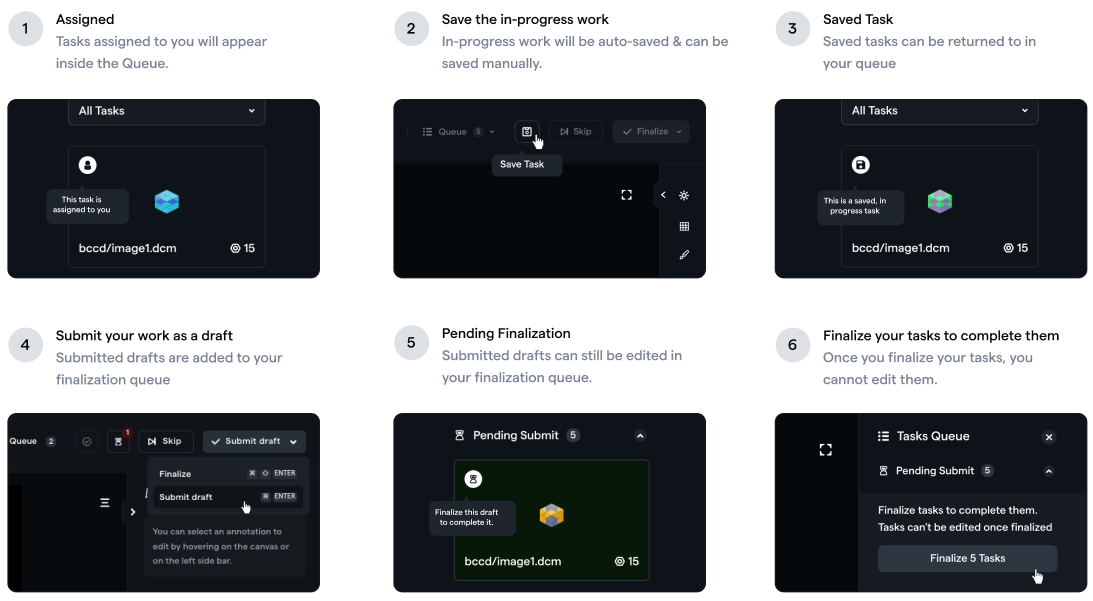 1
Assigned
Tasks assigned to you will appear
inside the Queue.
All Tasks
This task is
assigned to you
bccd/image1.dcm
15
2
Save the in-progress work
In-progress work will be auto-saved & can be
saved manually.
Queue 5
Skip
Finalize
Save Task
3
Saved Task
Saved tasks can be returned to in
your queue
All Tasks
This is a saved, in
progress task
bccd/image1.dcm
15
4
Submit your work as a draft
Submitted drafts are added to your
finalization queue
Queue 2
1
Skip
Submit draft
Finalize ⌘ ⇧ ENTER
Submit draft ⌘ ENTER
You can select an annotation to
edit by hovering on the canvas or
on the left side bar.
5
Pending Finalization
Submitted drafts can still be edited in
your finalization queue.
Pending Submit 5
Finalize this draft
to complete it.
bccd/image1.dcm
15
6
Finalize your tasks to complete them
Once you finalize your tasks, you
cannot edit them.
Tasks Queue
Pending Submit 5
Finalize tasks to complete them.
Tasks can't be edited once finalized
Finalize 5 Tasks